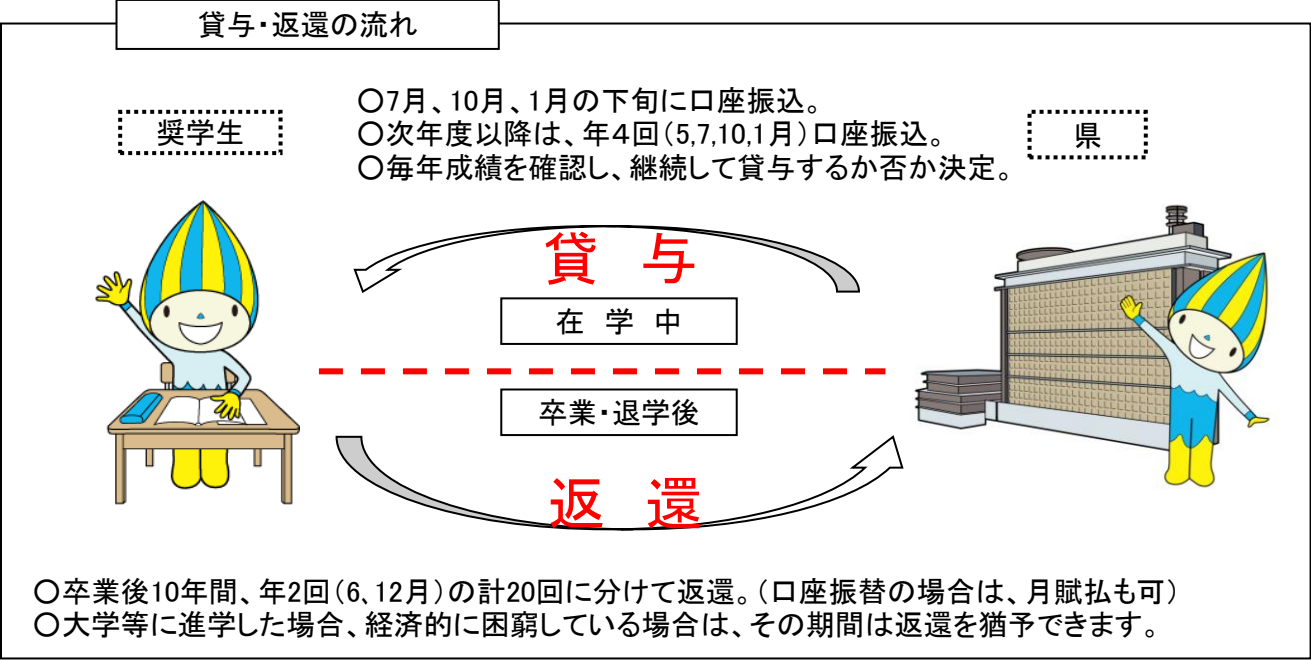 貸与・返還の流れ
奨学生
○7月、10月、1月の下旬に口座振込。
○次年度以降は、年４回（5,7,10,1月）口座振込。
○毎年成績を確認し、継続して貸与するか否か決定。
県
貸 与
在 学 中
卒業・退学後
返 還
○卒業後10年間、年2回（6、12月）の計20回に分けて返還。（口座振替の場合は、月賦払も可）
○大学等に進学した場合、経済的に困窮している場合は、その期間は返還を猶予できます。